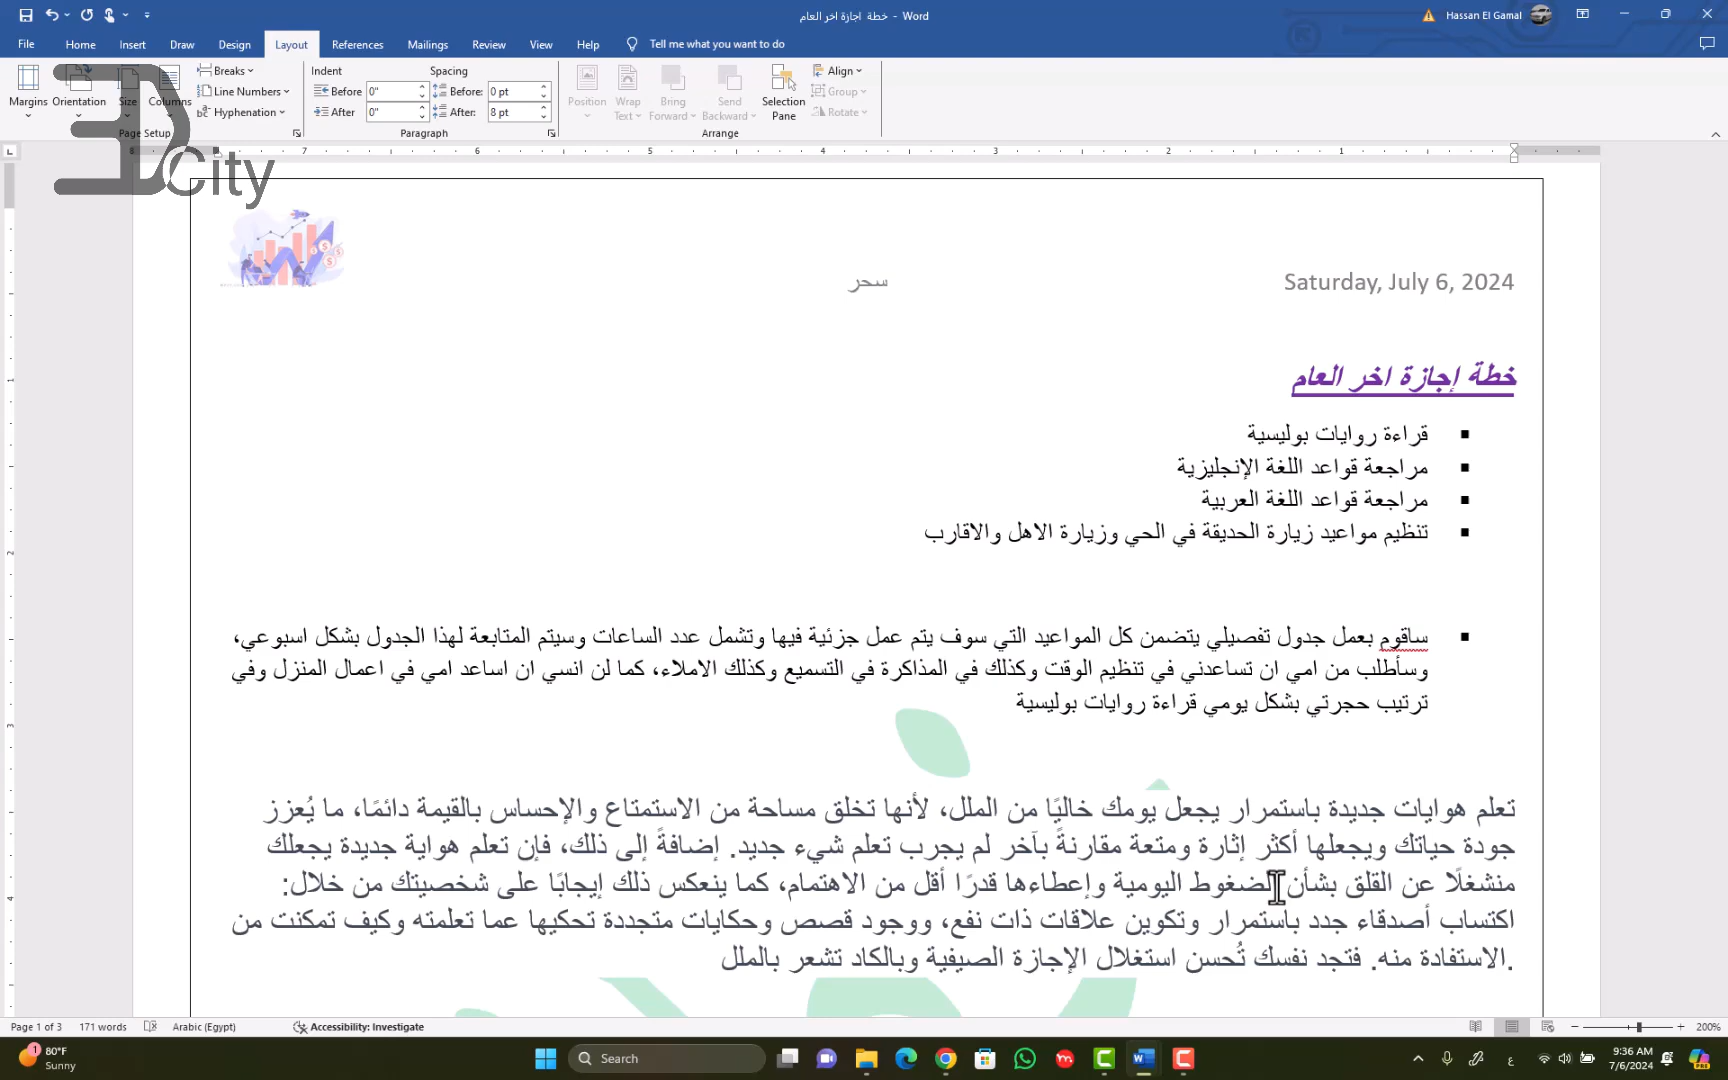 خطة اجازة اخر العام - Word
Hassan El Gamal
File Home Insert Draw Design Layout References Mailings Review View Help Tell me what you want to do
Margins Orientation Size Columns
Breaks
Line Numbers
Hyphenation
Page Setup
Indent
Before 0"
After 0"
Spacing
Before: 0 pt
After: 8 pt
Paragraph
Position
Wrap Text
Bring Forward
Send Backward
Selection Pane
Align
Group
Rotate
Arrange
3D City
7 6 5 4 3 2 1
Saturday, July 6, 2024
سحر
خطة إجازة اخر العام
▪ قراءة روايات بوليسية
▪ مراجعة قواعد اللغة الإنجليزية
▪ مراجعة قواعد اللغة العربية
▪ تنظيم مواعيد زيارة الحديقة في الحي وزيارة الاهل والاقارب
▪ ساقوم بعمل جدول تفصيلي يتضمن كل المواعيد التي سوف يتم عمل جزئية فيها وتشمل عدد الساعات وسيتم المتابعة لهذا الجدول بشكل اسبوعي،
وسأطلب من امي ان تساعدني في تنظيم الوقت وكذلك في المذاكرة في التسميع وكذلك الاملاء، كما لن انسي ان اساعد امي في اعمال المنزل وفي
ترتيب حجرتي بشكل يومي قراءة روايات بوليسية
تعلم هوايات جديدة باستمرار يجعل يومك خاليًا من الملل، لأنها تخلق مساحة من الاستمتاع والإحساس بالقيمة دائمًا، ما يُعزز
جودة حياتك ويجعلها أكثر إثارة ومتعة مقارنةً بآخر لم يجرب تعلم شيء جديد. إضافةً إلى ذلك، فإن تعلم هواية جديدة يجعلك
منشغلًا عن القلق بشأن الضغوط اليومية وإعطاءها قدرًا أقل من الاهتمام، كما ينعكس ذلك إيجابًا على شخصيتك من خلال:
اكتساب أصدقاء جدد باستمرار وتكوين علاقات ذات نفع، ووجود قصص وحكايات متجددة تحكيها عما تعلمته وكيف تمكنت من
.الاستفادة منه. فتجد نفسك تُحسن استغلال الإجازة الصيفية وبالكاد تشعر بالملل
Page 1 of 3 171 words Arabic (Egypt) Accessibility: Investigate 200%
80°F
Sunny
Search
ع
9:36 AM
7/6/2024